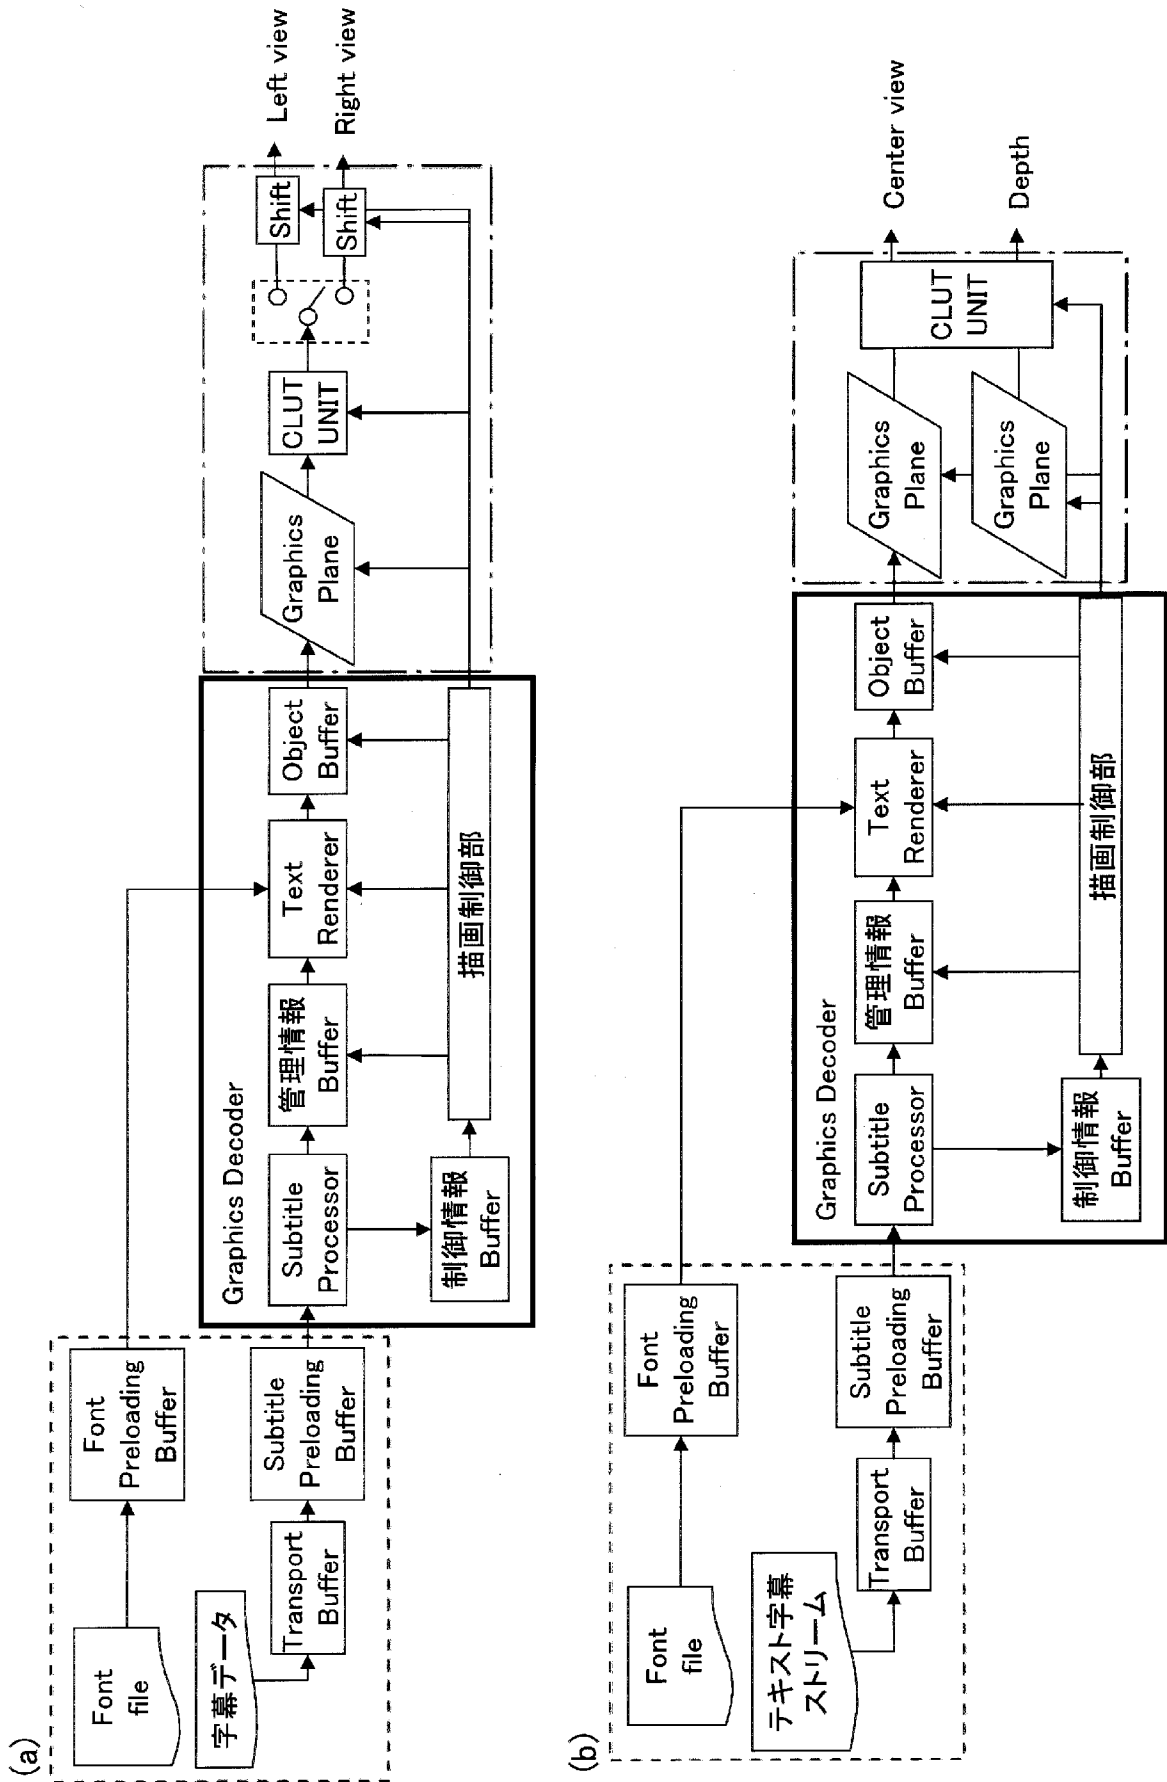 (a)
Font
file
Font
Preloading
Buffer
字幕データ
Transport
Buffer
Subtitle
Preloading
Buffer
Graphics Decoder
Subtitle
Processor
管理情報
Buffer
Text
Renderer
Object
Buffer
制御情報
Buffer
描画制御部
Graphics
Plane
CLUT
UNIT
Shift
Shift
Left view
Right view
(b)
Font
file
Font
Preloading
Buffer
テキスト字幕
ストリーム
Transport
Buffer
Subtitle
Preloading
Buffer
Graphics Decoder
Subtitle
Processor
管理情報
Buffer
Text
Renderer
Object
Buffer
制御情報
Buffer
描画制御部
Graphics
Plane
Graphics
Plane
CLUT
UNIT
Center view
Depth